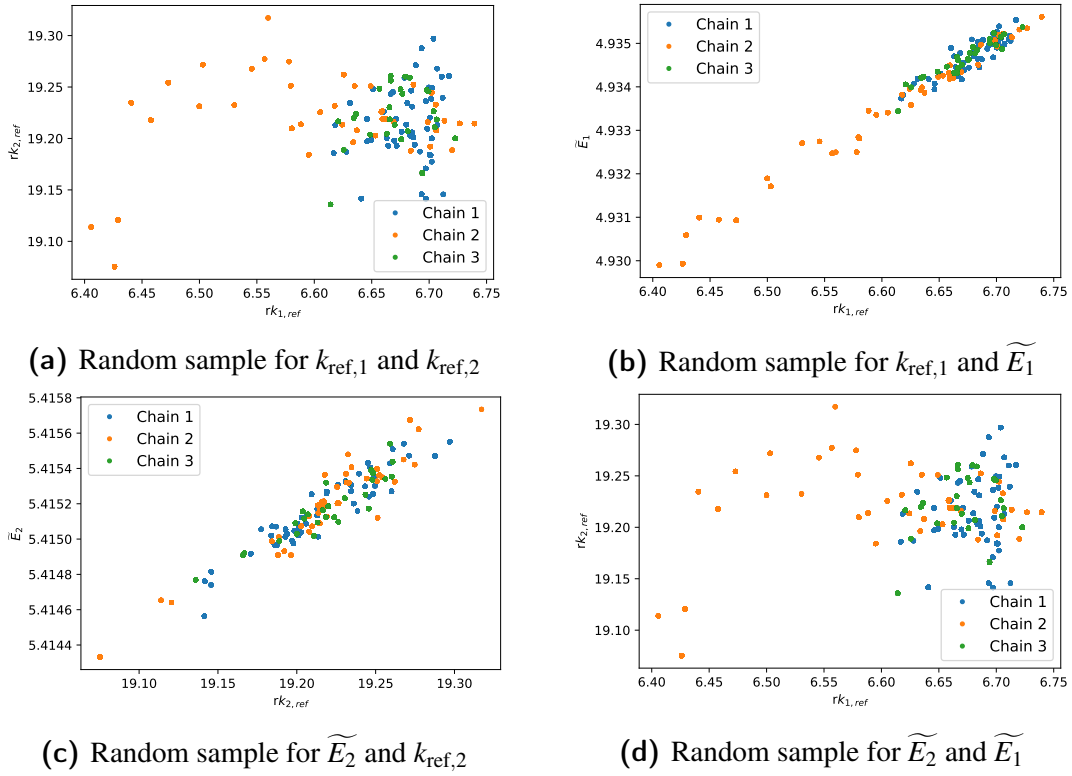 19.30
19.25
19.20
19.15
19.10
rk2,ref
Chain 1
Chain 2
Chain 3
6.40 6.45 6.50 6.55 6.60 6.65 6.70 6.75
rk1,ref
(a) Random sample for kref,1 and kref,2
4.935
4.934
4.933
4.932
4.931
4.930
Ẽ1
Chain 1
Chain 2
Chain 3
6.40 6.45 6.50 6.55 6.60 6.65 6.70 6.75
rk1,ref
(b) Random sample for kref,1 and Ẽ1
5.4158
5.4156
5.4154
5.4152
5.4150
5.4148
5.4146
5.4144
Ẽ2
Chain 1
Chain 2
Chain 3
19.10 19.15 19.20 19.25 19.30
rk2,ref
(c) Random sample for Ẽ2 and kref,2
19.30
19.25
19.20
19.15
19.10
rk2,ref
Chain 1
Chain 2
Chain 3
6.40 6.45 6.50 6.55 6.60 6.65 6.70 6.75
rk1,ref
(d) Random sample for Ẽ2 and Ẽ1